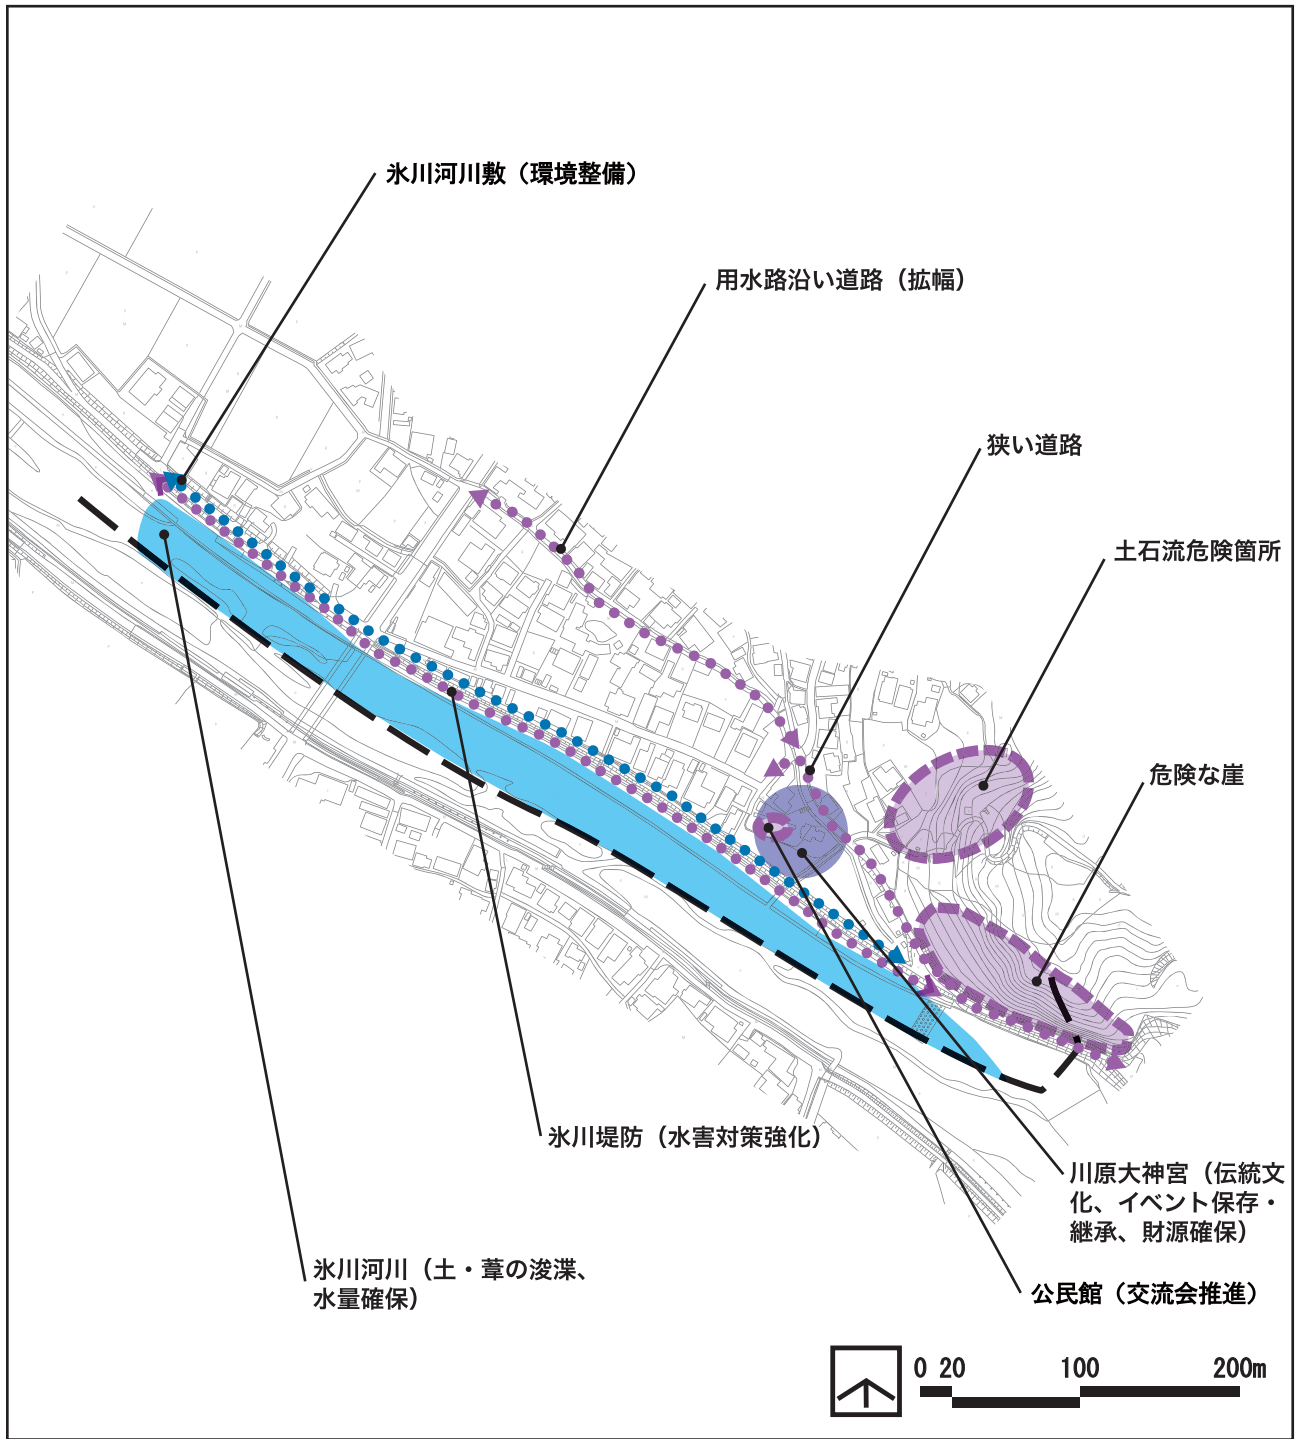 氷川河川敷（環境整備）
用水路沿い道路（拡幅）
狭い道路
土石流危険箇所
危険な崖
氷川堤防（水害対策強化）
川原大神宮（伝統文
化、イベント保存・
継承、財源確保）
氷川河川（土・葦の浚渫、
水量確保）
公民館（交流会推進）
0 20 100 200m